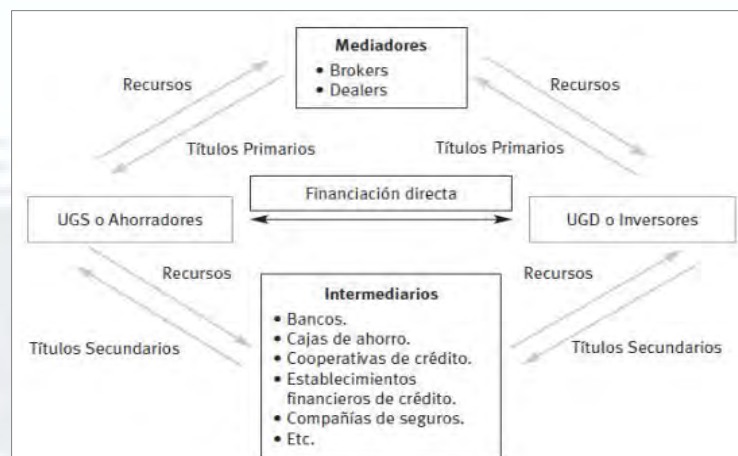 Mediadores
• Brokers
• Dealers
Recursos
Recursos
Títulos Primarios
Títulos Primarios
Financiación directa
UGS o Ahorradores
UGD o Inversores
Recursos
Recursos
Intermediarios
• Bancos.
• Cajas de ahorro.
• Cooperativas de crédito.
• Establecimientos
financieros de crédito.
• Compañías de seguros.
• Etc.
Títulos Secundarios
Títulos Secundarios